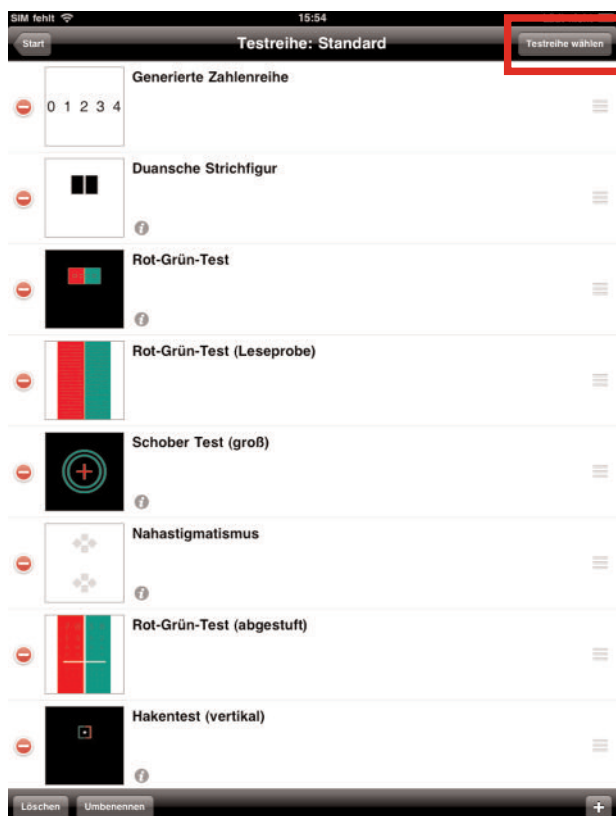 SIM fehlt 15:54
Start Testreihe: Standard Testreihe wählen
Generierte Zahlenreihe
0 1 2 3 4
Duansche Strichfigur
i
Rot-Grün-Test
i
Rot-Grün-Test (Leseprobe)
Schober Test (groß)
i
Nahastigmatismus
i
Rot-Grün-Test (abgestuft)
Hakentest (vertikal)
i
Löschen Umbenennen +